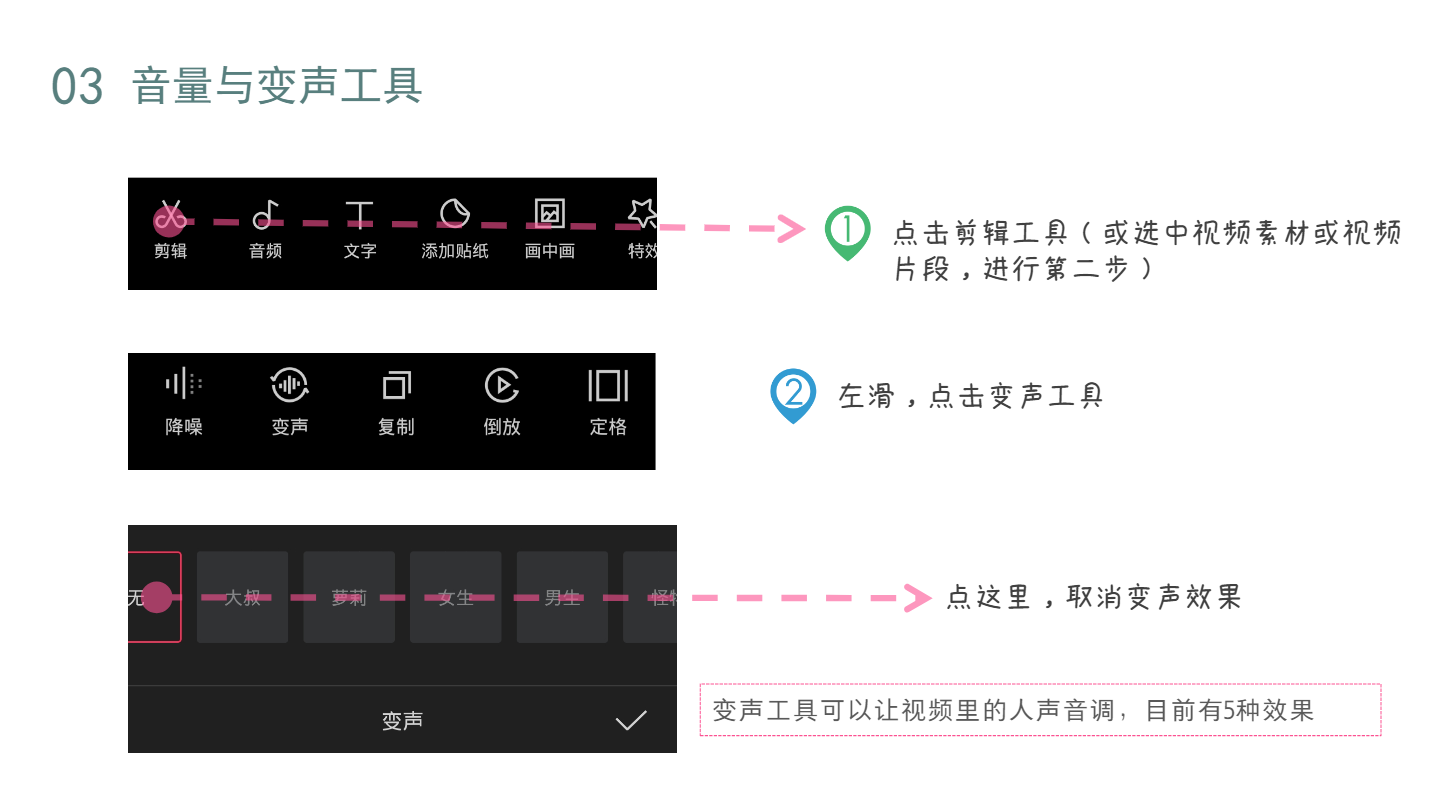 03 音量与变声工具
剪辑 音频 文字 添加贴纸 画中画 特效
1
点击剪辑工具（或选中视频素材或视频
片段，进行第二步）
降噪 变声 复制 倒放 定格
2
左滑，点击变声工具
无 大叔 萝莉 女生 男生 怪物
点这里，取消变声效果
变声
变声工具可以让视频里的人声音调，目前有5种效果